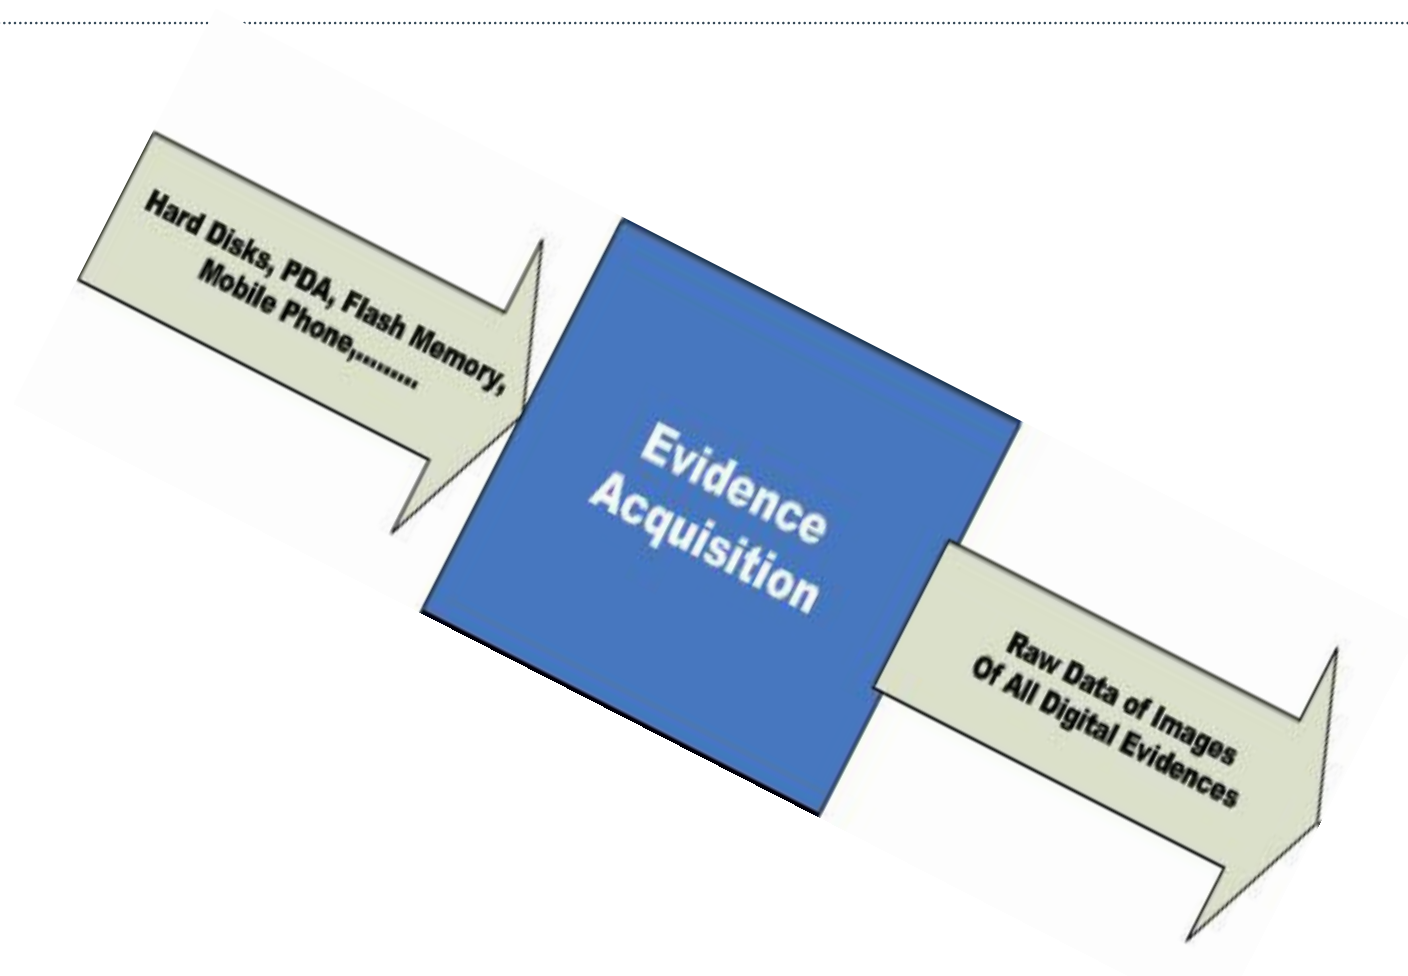 Hard Disks, PDA, Flash Memory,
Mobile Phone,.........
Evidence
Acquisition
Raw Data of Images
Of All Digital Evidences